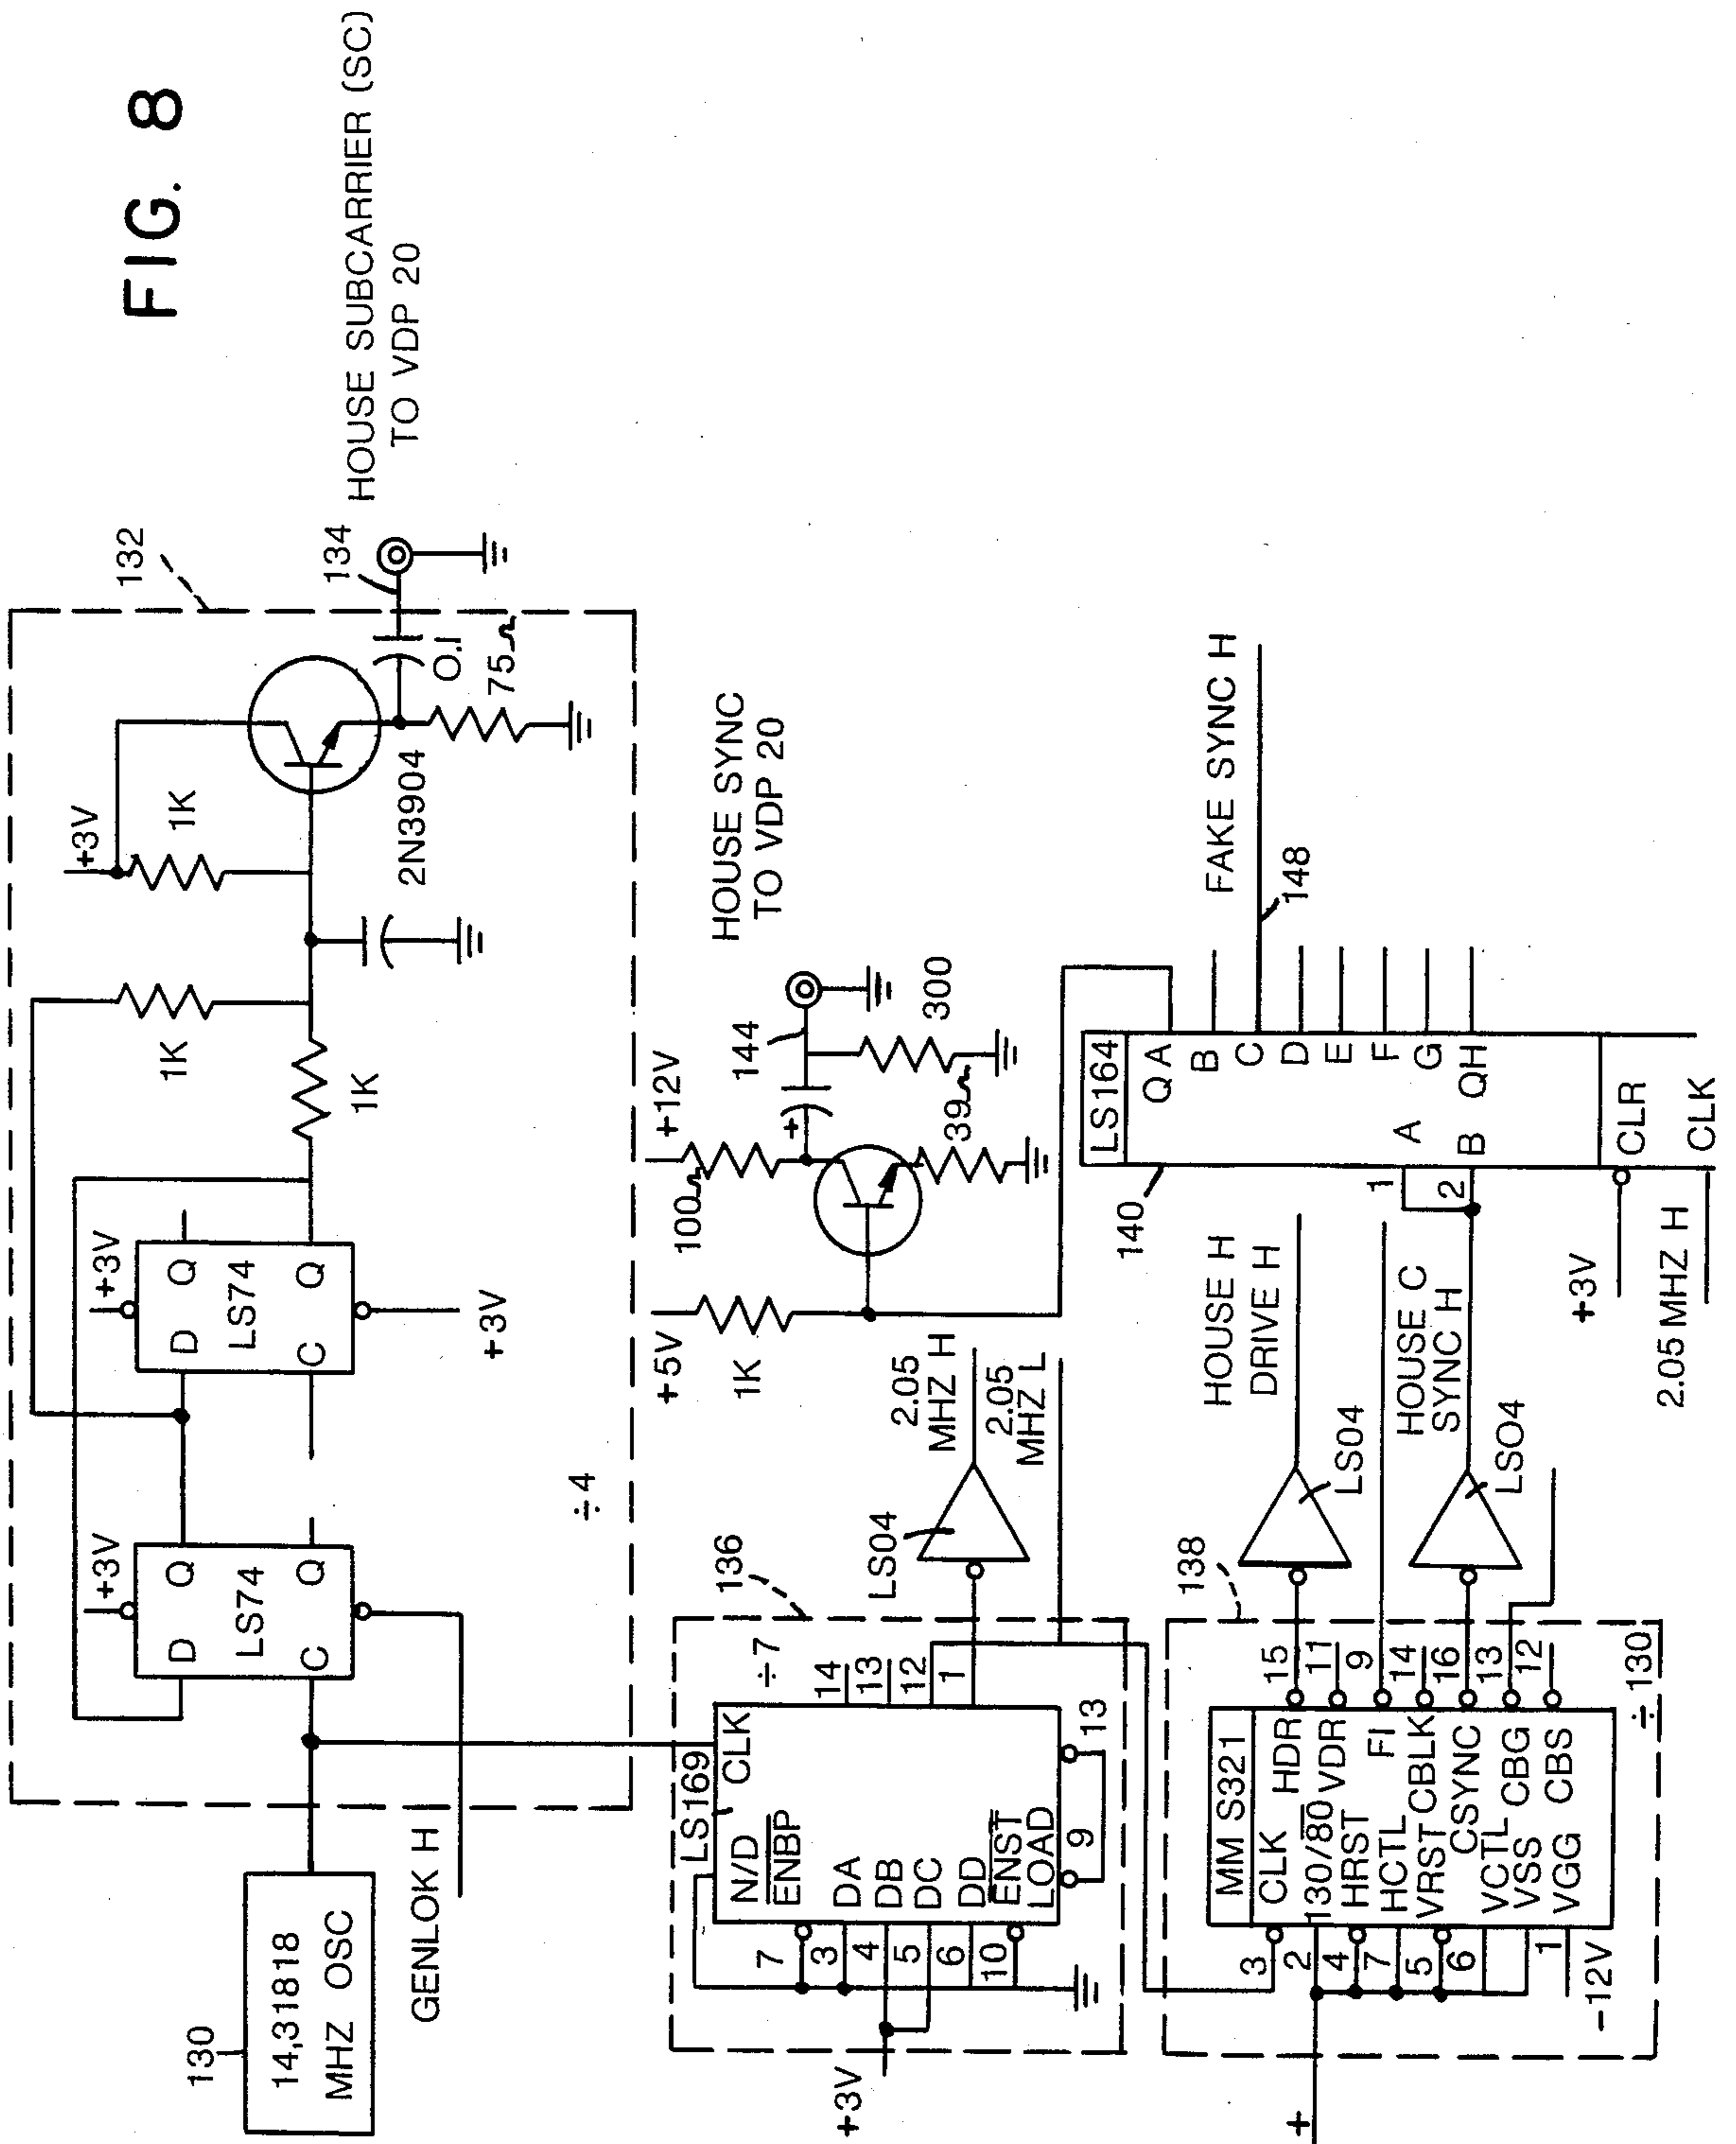 FIG. 8
HOUSE SUBCARRIER (SC)
TO VDP 20
132
134
+3V
1K
1K
1K
2N3904
0.1
75
+3V
D
Q
LS74
C
Q
+3V
+3V
D
Q
LS74
C
Q
÷4
130
14,31818
MHZ OSC
GENLOK H
HOUSE SYNC
TO VDP 20
+12V
144
100
+
39
300
+5V
1K
2.05
MHZ H
2.05
MHZ L
LS04
136
÷7
LS169
CLK
N/D
ENBP
DA
DB
DC
DD
ENST
LOAD
14
13
12
1
7
3
4
5
6
10
9
13
+3V
FAKE SYNC H
148
LS164
QA
B
C
D
E
F
G
QH
A
B
1
2
CLR
CLK
140
+3V
2.05 MHZ H
HOUSE H
DRIVE H
LS04
HOUSE C
SYNC H
LSO4
138
÷130
MM S321
CLK
130/80
HRST
HCTL
VRST
VCTL
VSS
VGG
HDR
VDR
FI
CBLK
CSYNC
CBG
CBS
15
11
9
14
16
13
12
3
2
4
7
5
6
1
-12V
+